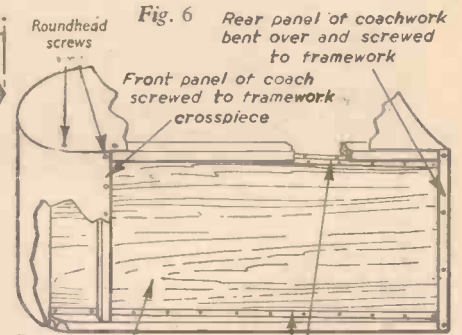 Fig. 6
Roundhead
screws
Rear panel of coachwork
bent over and screwed
to framework
Front panel of coach
screwed to framework
crosspiece